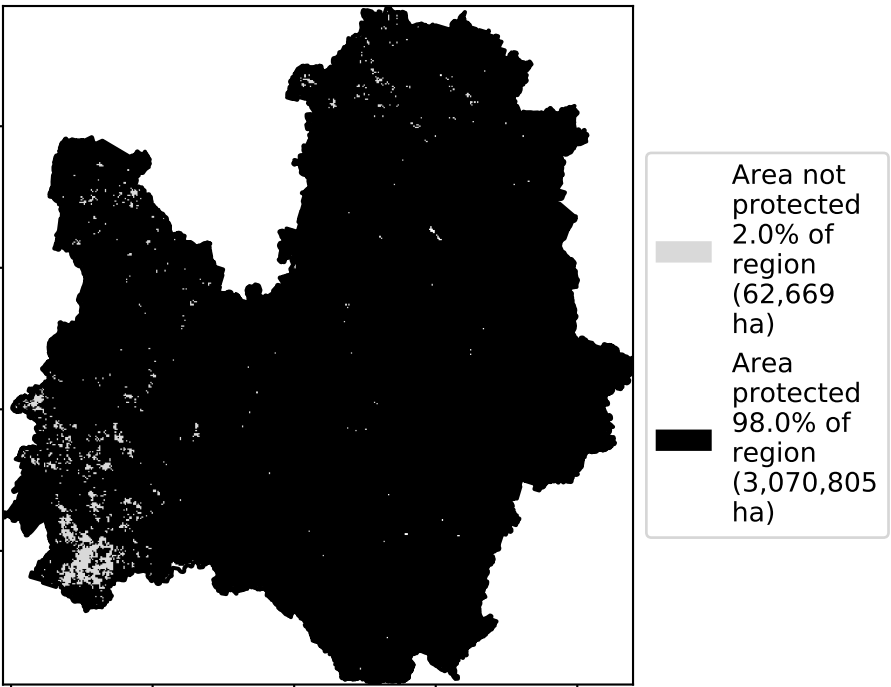 Area not
protected
2.0% of
region
(62,669
ha)
Area
protected
98.0% of
region
(3,070,805
ha)